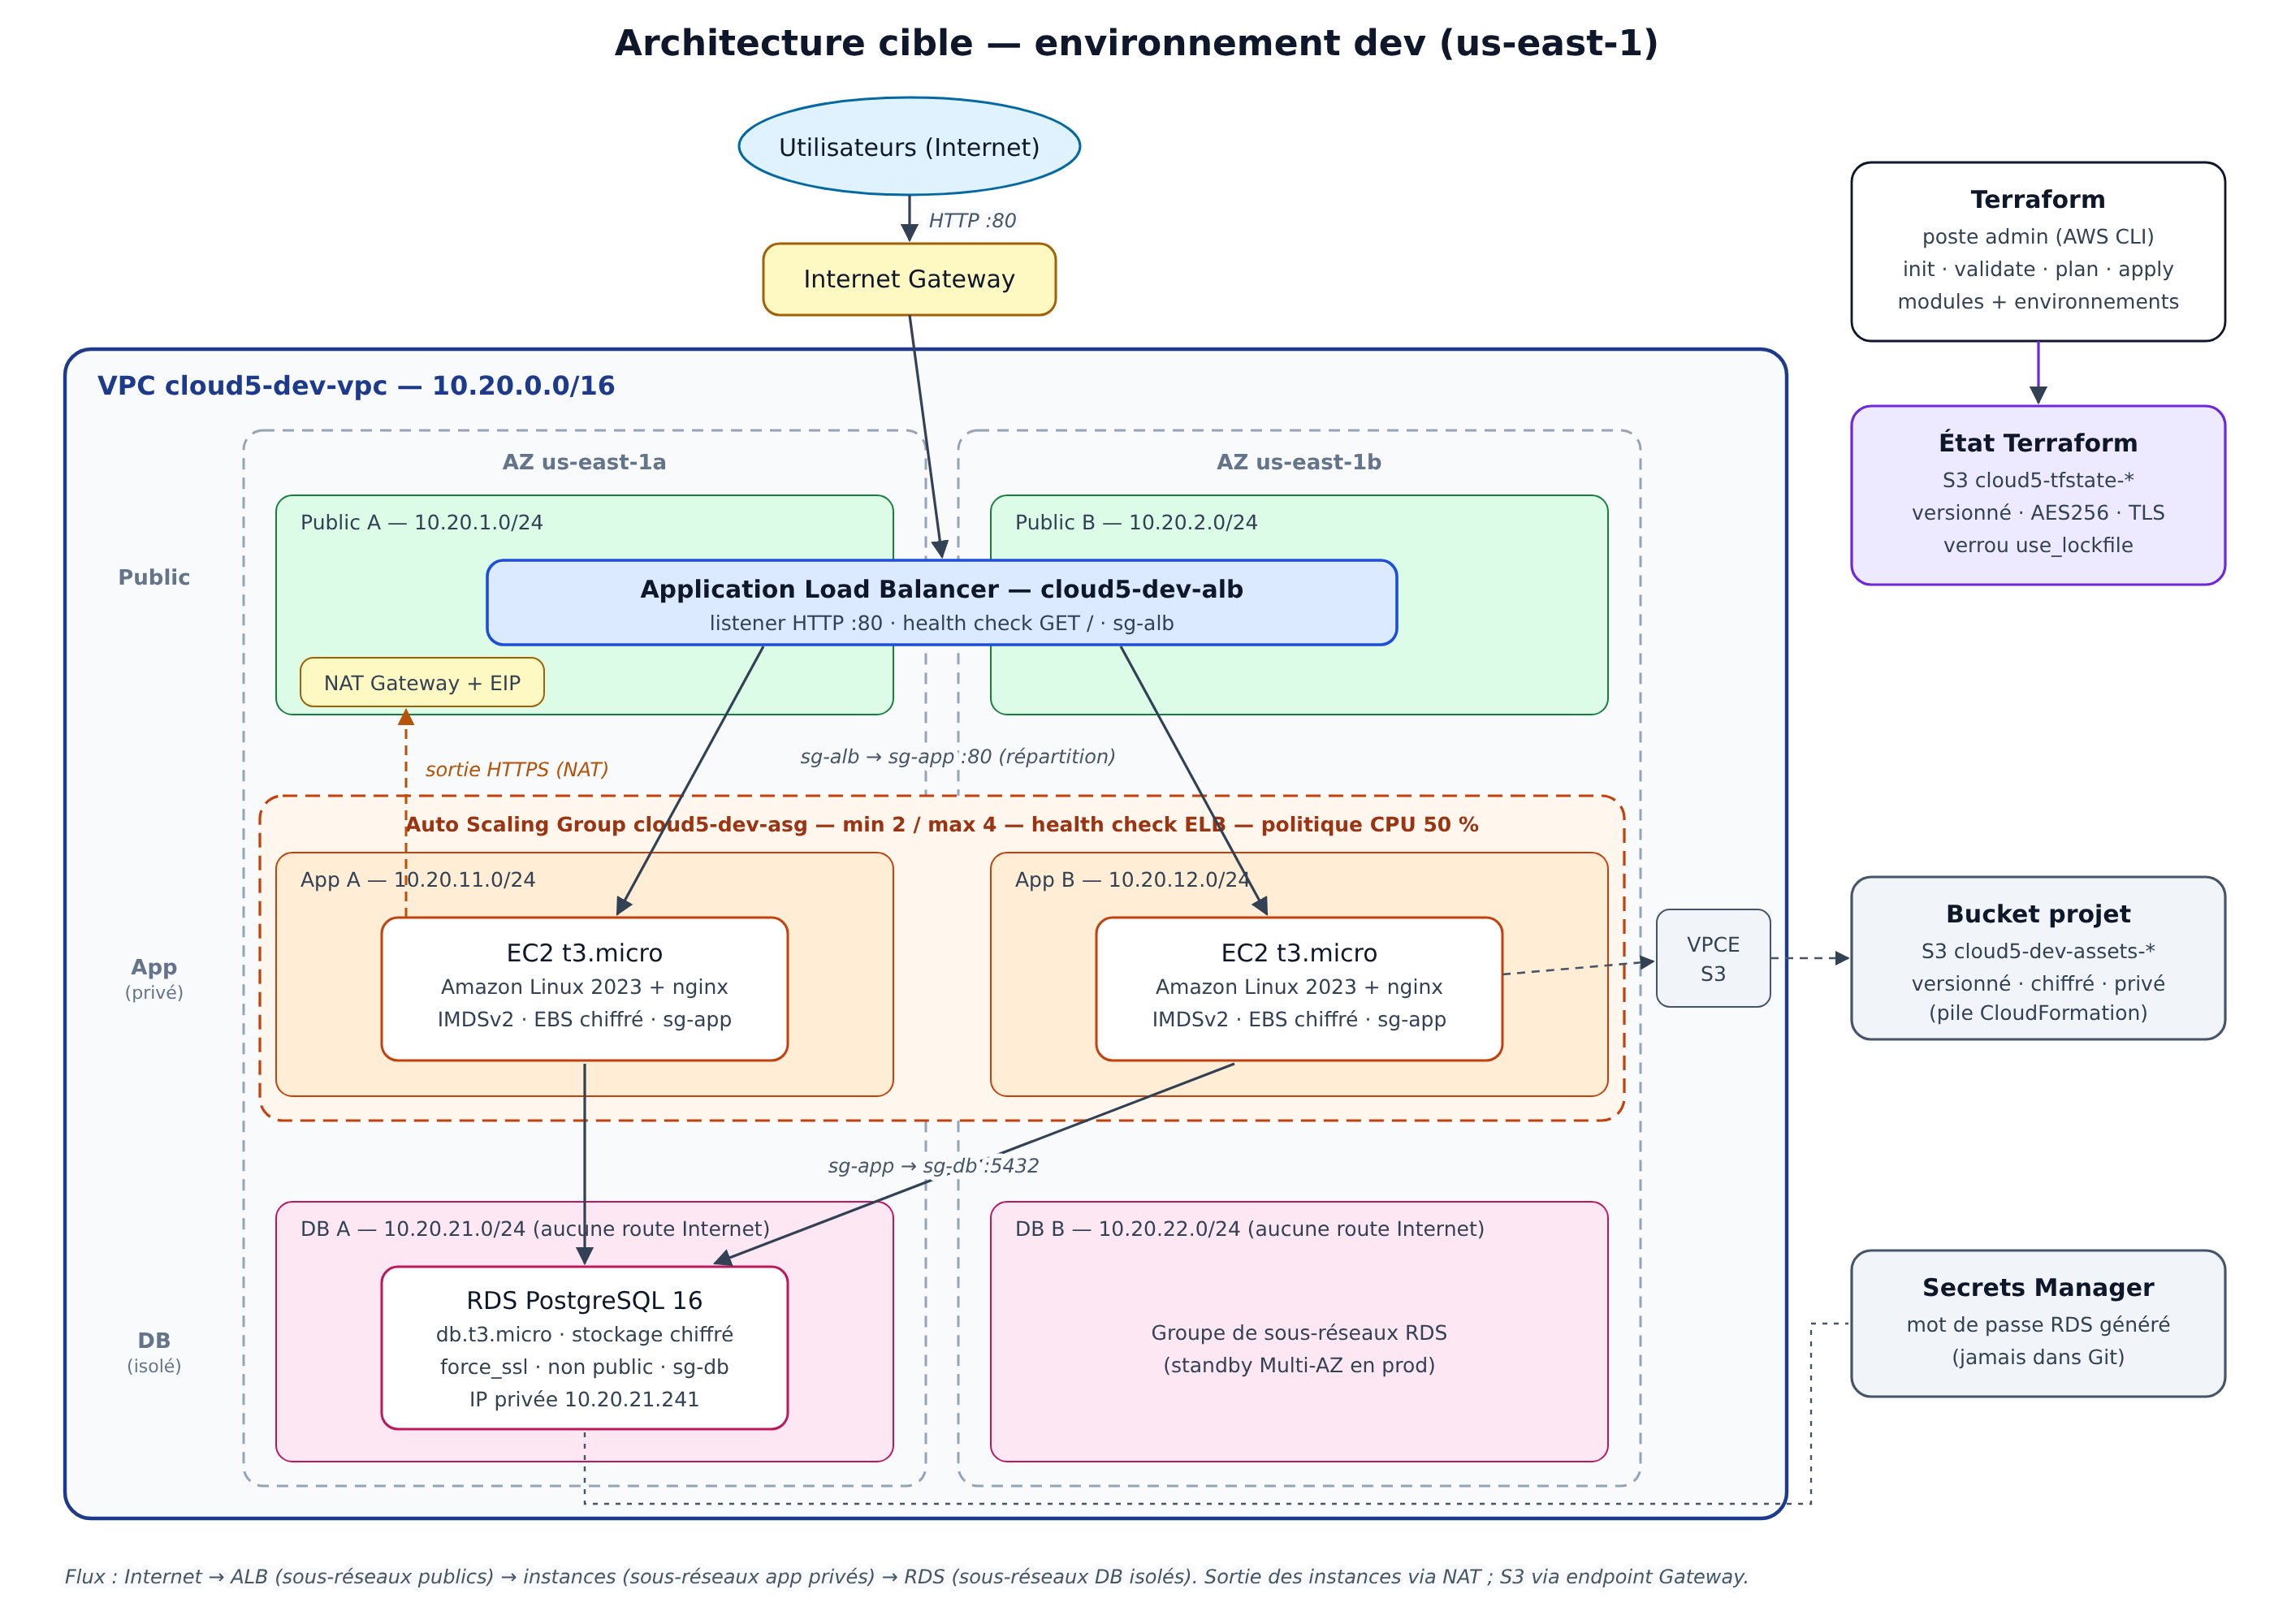 Architecture cible — environnement dev (us-east-1)
Utilisateurs (Internet)
HTTP :80
Internet Gateway
Terraform
poste admin (AWS CLI)
init · validate · plan · apply
modules + environnements
État Terraform
S3 cloud5-tfstate-*
versionné · AES256 · TLS
verrou use_lockfile
VPC cloud5-dev-vpc — 10.20.0.0/16
AZ us-east-1a
AZ us-east-1b
Public
Public A — 10.20.1.0/24
Public B — 10.20.2.0/24
Application Load Balancer — cloud5-dev-alb
listener HTTP :80 · health check GET / · sg-alb
NAT Gateway + EIP
sortie HTTPS (NAT)
sg-alb → sg-app :80 (répartition)
Auto Scaling Group cloud5-dev-asg — min 2 / max 4 — health check ELB — politique CPU 50 %
App
(privé)
App A — 10.20.11.0/24
EC2 t3.micro
Amazon Linux 2023 + nginx
IMDSv2 · EBS chiffré · sg-app
App B — 10.20.12.0/24
EC2 t3.micro
Amazon Linux 2023 + nginx
IMDSv2 · EBS chiffré · sg-app
VPCE
S3
Bucket projet
S3 cloud5-dev-assets-*
versionné · chiffré · privé
(pile CloudFormation)
sg-app → sg-db :5432
DB
(isolé)
DB A — 10.20.21.0/24 (aucune route Internet)
RDS PostgreSQL 16
db.t3.micro · stockage chiffré
force_ssl · non public · sg-db
IP privée 10.20.21.241
DB B — 10.20.22.0/24 (aucune route Internet)
Groupe de sous-réseaux RDS
(standby Multi-AZ en prod)
Secrets Manager
mot de passe RDS généré
(jamais dans Git)
Flux : Internet → ALB (sous-réseaux publics) → instances (sous-réseaux app privés) → RDS (sous-réseaux DB isolés). Sortie des instances via NAT ; S3 via endpoint Gateway.